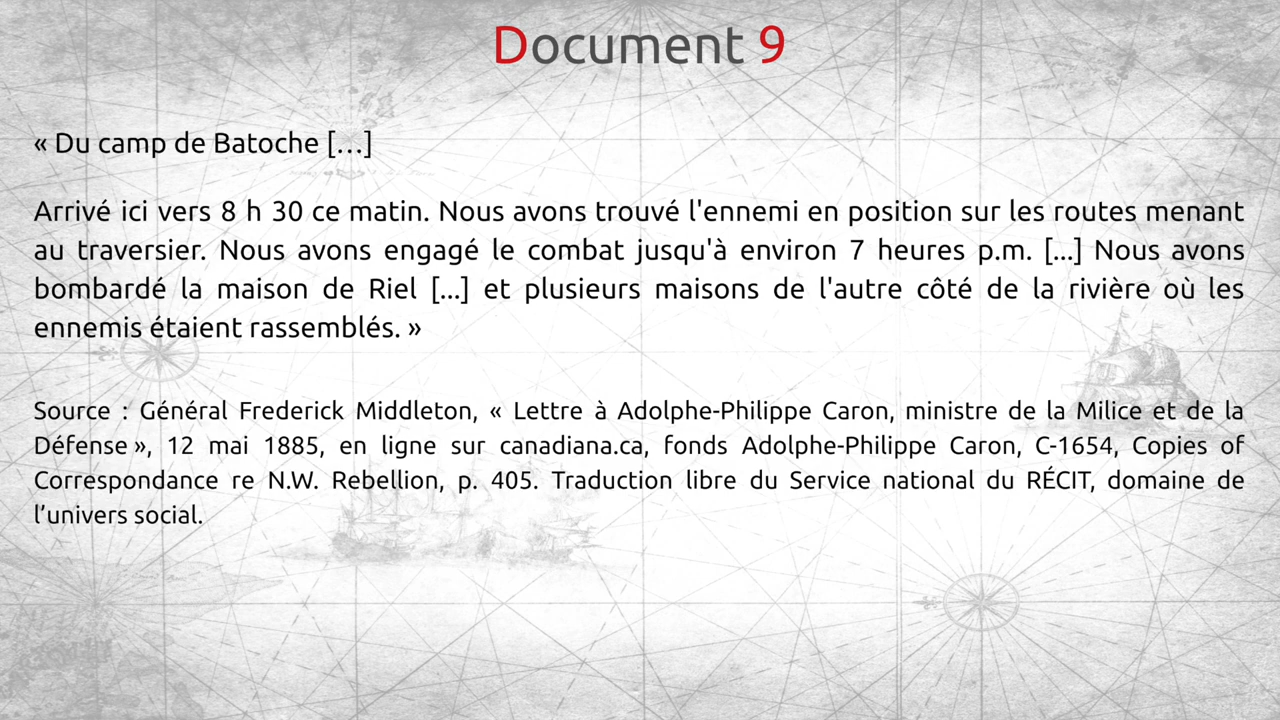 Document 9
« Du camp de Batoche […]
Arrivé ici vers 8 h 30 ce matin. Nous avons trouvé l'ennemi en position sur les routes menant
au traversier. Nous avons engagé le combat jusqu'à environ 7 heures p.m. [...] Nous avons
bombardé la maison de Riel [...] et plusieurs maisons de l'autre côté de la rivière où les
ennemis étaient rassemblés. »
Source : Général Frederick Middleton, « Lettre à Adolphe-Philippe Caron, ministre de la Milice et de la
Défense », 12 mai 1885, en ligne sur canadiana.ca, fonds Adolphe-Philippe Caron, C-1654, Copies of
Correspondance re N.W. Rebellion, p. 405. Traduction libre du Service national du RÉCIT, domaine de
l’univers social.